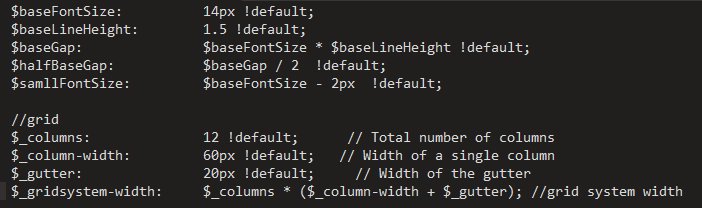 $baseFontSize: 14px !default;
$baseLineHeight: 1.5 !default;
$baseGap: $baseFontSize * $baseLineHeight !default;
$halfBaseGap: $baseGap / 2  !default;
$samllFontSize: $baseFontSize - 2px  !default;

//grid
$_columns: 12 !default; // Total number of columns
$_column-width: 60px !default; // Width of a single column
$_gutter: 20px !default; // Width of the gutter
$_gridsystem-width: $_columns * ($_column-width + $_gutter); //grid system width